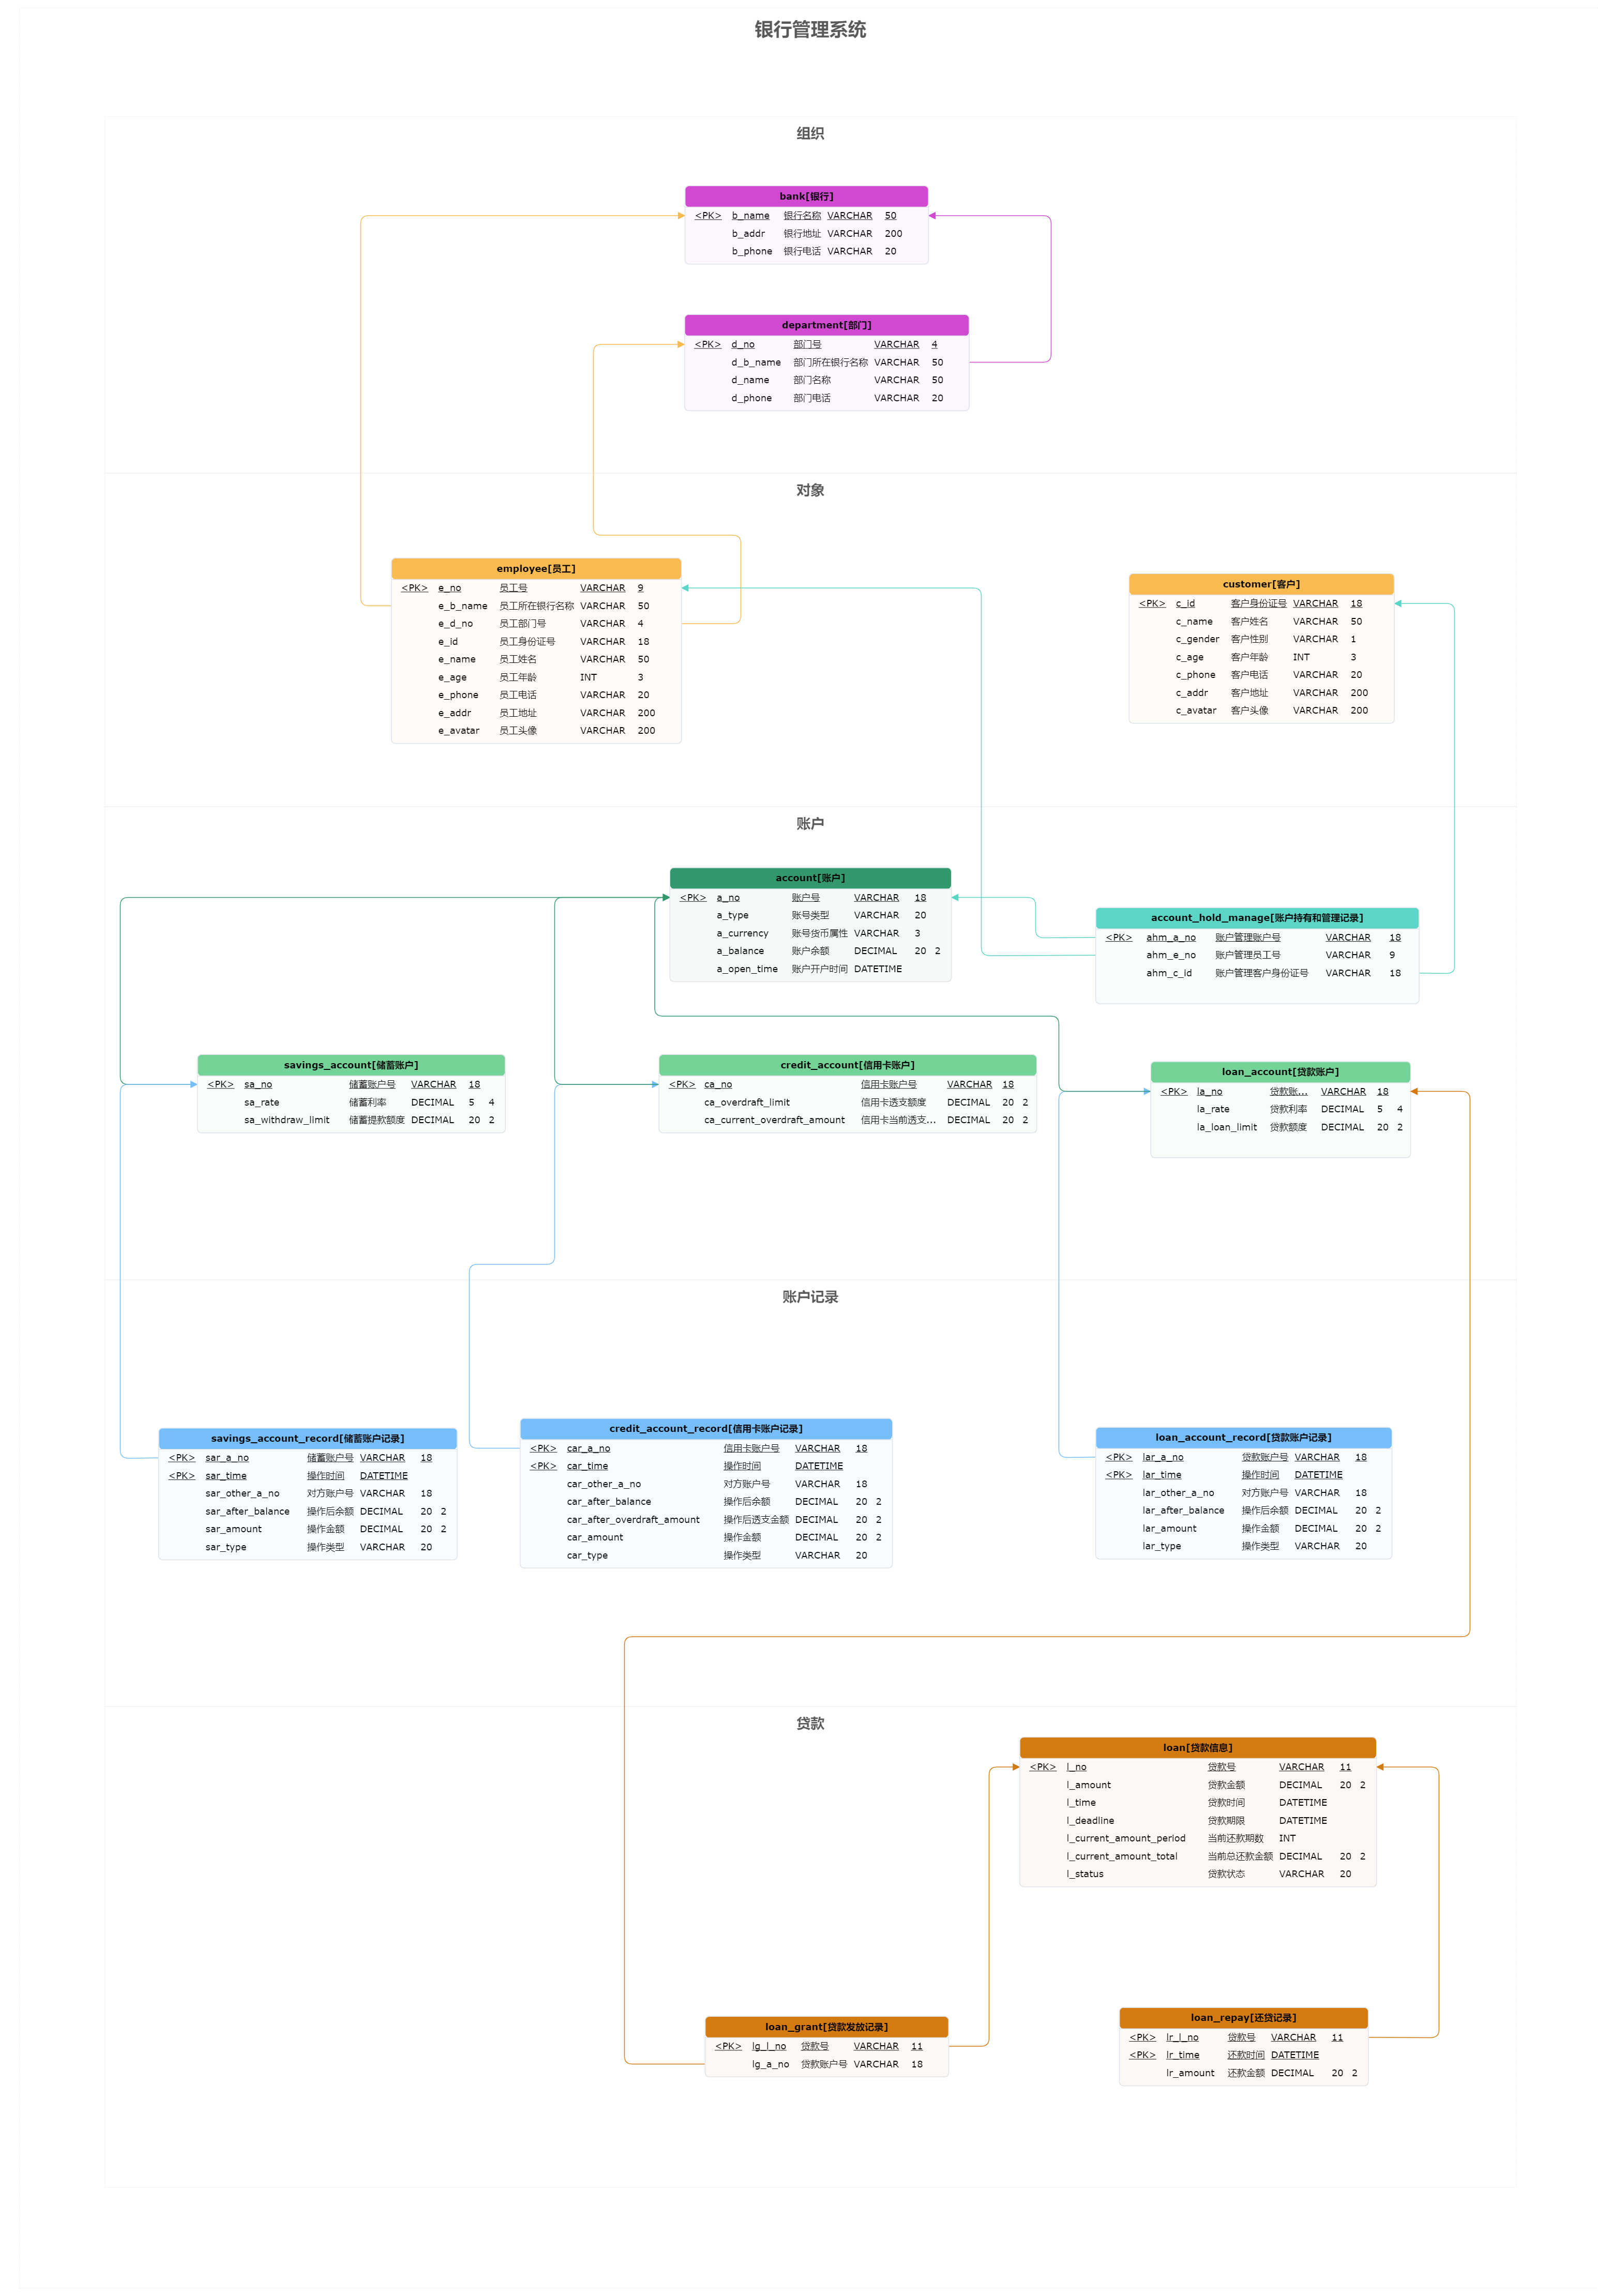 银行管理系统
组织
bank[银行]
<PK> b_name 银行名称 VARCHAR 50
b_addr 银行地址 VARCHAR 200
b_phone 银行电话 VARCHAR 20
department[部门]
<PK> d_no 部门号 VARCHAR 4
d_b_name 部门所在银行名称 VARCHAR 50
d_name 部门名称 VARCHAR 50
d_phone 部门电话 VARCHAR 20
对象
employee[员工]
<PK> e_no 员工号 VARCHAR 9
e_b_name 员工所在银行名称 VARCHAR 50
e_d_no 员工部门号 VARCHAR 4
e_id 员工身份证号 VARCHAR 18
e_name 员工姓名 VARCHAR 50
e_age 员工年龄 INT 3
e_phone 员工电话 VARCHAR 20
e_addr 员工地址 VARCHAR 200
e_avatar 员工头像 VARCHAR 200
customer[客户]
<PK> c_id 客户身份证号 VARCHAR 18
c_name 客户姓名 VARCHAR 50
c_gender 客户性别 VARCHAR 1
c_age 客户年龄 INT 3
c_phone 客户电话 VARCHAR 20
c_addr 客户地址 VARCHAR 200
c_avatar 客户头像 VARCHAR 200
账户
account[账户]
<PK> a_no 账户号 VARCHAR 18
a_type 账号类型 VARCHAR 20
a_currency 账号货币属性 VARCHAR 3
a_balance 账户余额 DECIMAL 20 2
a_open_time 账户开户时间 DATETIME
account_hold_manage[账户持有和管理记录]
<PK> ahm_a_no 账户管理账户号 VARCHAR 18
ahm_e_no 账户管理员工号 VARCHAR 9
ahm_c_id 账户管理客户身份证号 VARCHAR 18
savings_account[储蓄账户]
<PK> sa_no 储蓄账户号 VARCHAR 18
sa_rate 储蓄利率 DECIMAL 5 4
sa_withdraw_limit 储蓄提款额度 DECIMAL 20 2
credit_account[信用卡账户]
<PK> ca_no 信用卡账户号 VARCHAR 18
ca_overdraft_limit 信用卡透支额度 DECIMAL 20 2
ca_current_overdraft_amount 信用卡当前透支... DECIMAL 20 2
loan_account[贷款账户]
<PK> la_no 贷款账... VARCHAR 18
la_rate 贷款利率 DECIMAL 5 4
la_loan_limit 贷款额度 DECIMAL 20 2
账户记录
savings_account_record[储蓄账户记录]
<PK> sar_a_no 储蓄账户号 VARCHAR 18
<PK> sar_time 操作时间 DATETIME
sar_other_a_no 对方账户号 VARCHAR 18
sar_after_balance 操作后余额 DECIMAL 20 2
sar_amount 操作金额 DECIMAL 20 2
sar_type 操作类型 VARCHAR 20
credit_account_record[信用卡账户记录]
<PK> car_a_no 信用卡账户号 VARCHAR 18
<PK> car_time 操作时间 DATETIME
car_other_a_no 对方账户号 VARCHAR 18
car_after_balance 操作后余额 DECIMAL 20 2
car_after_overdraft_amount 操作后透支金额 DECIMAL 20 2
car_amount 操作金额 DECIMAL 20 2
car_type 操作类型 VARCHAR 20
loan_account_record[贷款账户记录]
<PK> lar_a_no 贷款账户号 VARCHAR 18
<PK> lar_time 操作时间 DATETIME
lar_other_a_no 对方账户号 VARCHAR 18
lar_after_balance 操作后余额 DECIMAL 20 2
lar_amount 操作金额 DECIMAL 20 2
lar_type 操作类型 VARCHAR 20
贷款
loan[贷款信息]
<PK> l_no 贷款号 VARCHAR 11
l_amount 贷款金额 DECIMAL 20 2
l_time 贷款时间 DATETIME
l_deadline 贷款期限 DATETIME
l_current_amount_period 当前还款期数 INT
l_current_amount_total 当前总还款金额 DECIMAL 20 2
l_status 贷款状态 VARCHAR 20
loan_grant[贷款发放记录]
<PK> lg_l_no 贷款号 VARCHAR 11
lg_a_no 贷款账户号 VARCHAR 18
loan_repay[还贷记录]
<PK> lr_l_no 贷款号 VARCHAR 11
<PK> lr_time 还款时间 DATETIME
lr_amount 还款金额 DECIMAL 20 2